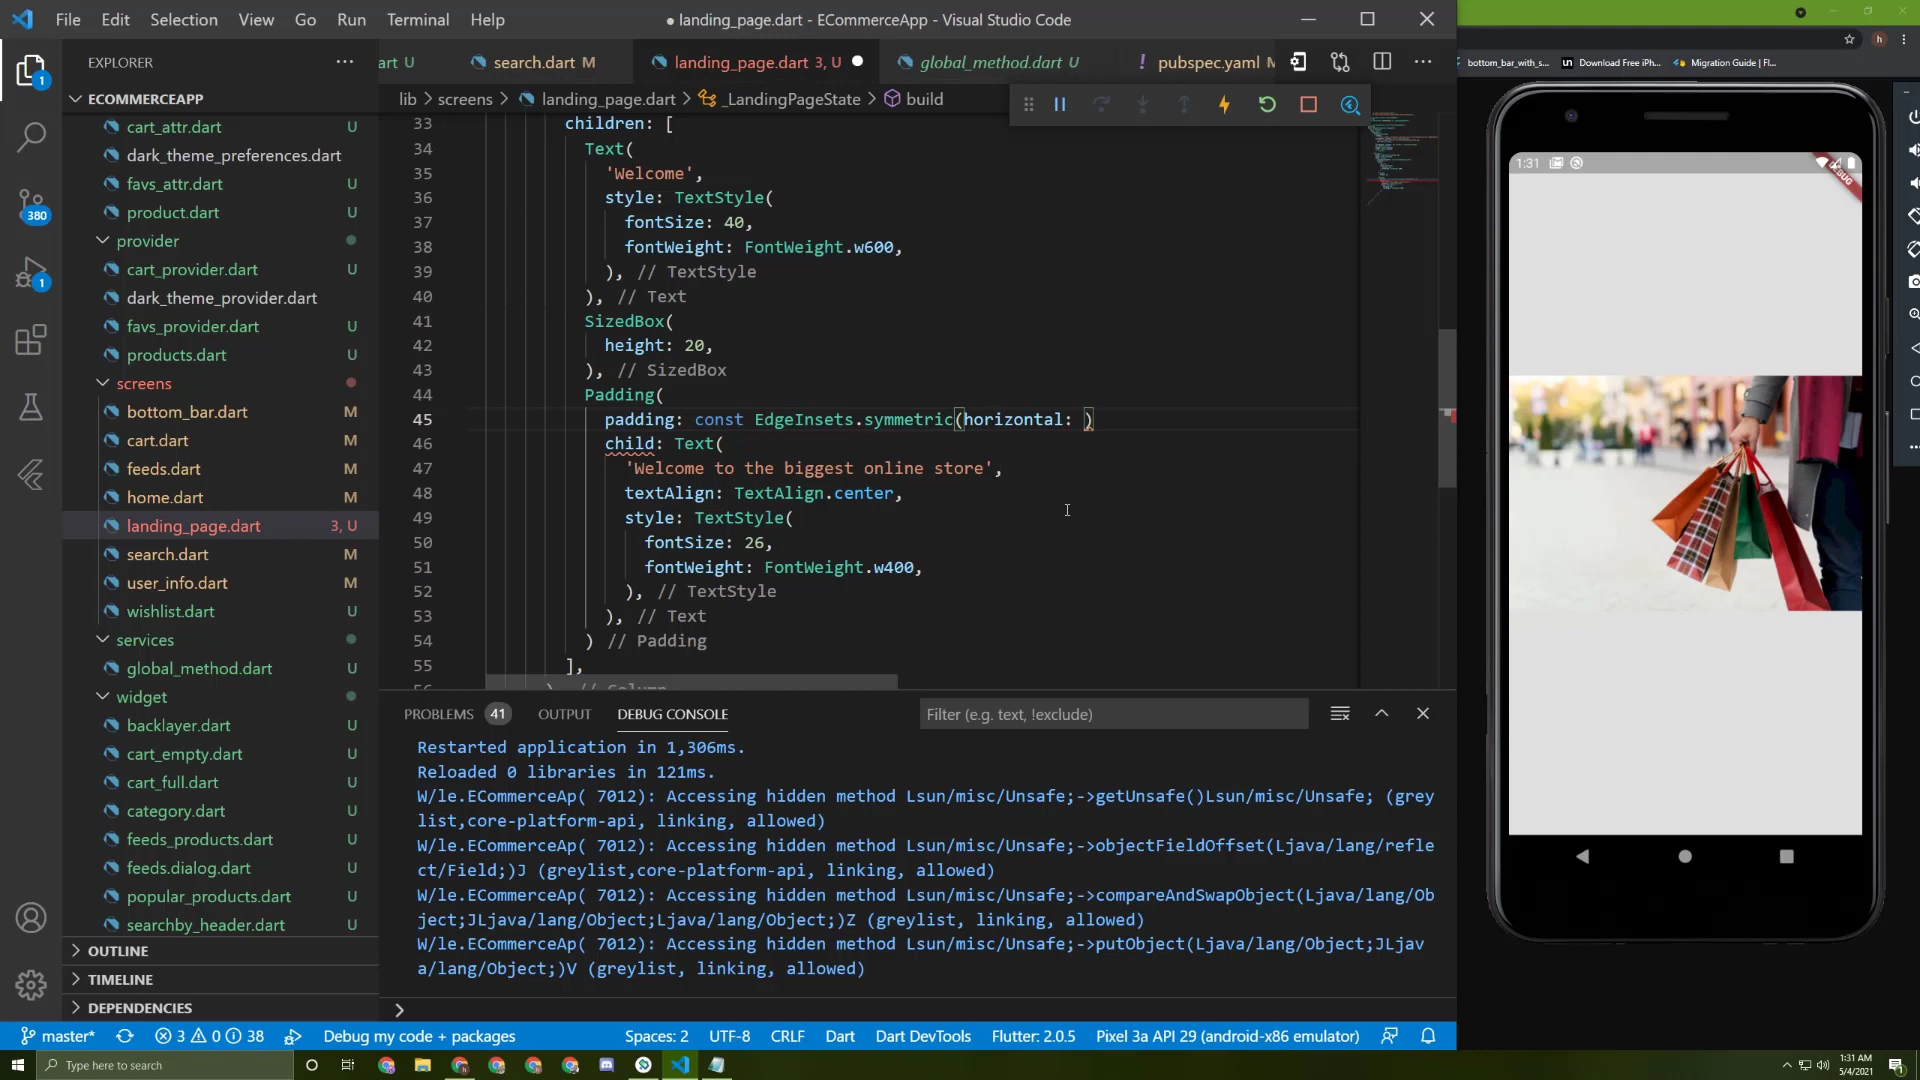 File Edit Selection View Go Run Terminal Help
● landing_page.dart - ECommerceApp - Visual Studio Code
h
EXPLORER
art U
search.dart M
landing_page.dart 3, U
global_method.dart U
! pubspec.yaml M
bottom_bar_with_s...
Download Free iPh...
Migration Guide | Fl...
lib > screens > landing_page.dart > _LandingPageState > build
ECOMMERCEAPP
cart_attr.dart U
dark_theme_preferences.dart
favs_attr.dart U
product.dart U
provider
cart_provider.dart U
dark_theme_provider.dart
favs_provider.dart U
products.dart U
screens
bottom_bar.dart M
cart.dart M
feeds.dart M
home.dart M
landing_page.dart 3, U
search.dart M
user_info.dart M
wishlist.dart U
services
global_method.dart U
widget
backlayer.dart U
cart_empty.dart U
cart_full.dart U
category.dart U
feeds_products.dart U
feeds.dialog.dart U
popular_products.dart U
searchby_header.dart U
OUTLINE
TIMELINE
DEPENDENCIES
1
380
1
33 children: [
34 Text(
35 'Welcome',
36 style: TextStyle(
37 fontSize: 40,
38 fontWeight: FontWeight.w600,
39 ), // TextStyle
40 ), // Text
41 SizedBox(
42 height: 20,
43 ), // SizedBox
44 Padding(
45 padding: const EdgeInsets.symmetric(horizontal: )
46 child: Text(
47 'Welcome to the biggest online store',
48 textAlign: TextAlign.center,
49 style: TextStyle(
50 fontSize: 26,
51 fontWeight: FontWeight.w400,
52 ), // TextStyle
53 ), // Text
54 ) // Padding
55 ],
56 ) // Column
PROBLEMS 41 OUTPUT DEBUG CONSOLE
Filter (e.g. text, !exclude)
Restarted application in 1,306ms.
Reloaded 0 libraries in 121ms.
W/le.ECommerceAp( 7012): Accessing hidden method Lsun/misc/Unsafe;->getUnsafe()Lsun/misc/Unsafe; (grey
list,core-platform-api, linking, allowed)
W/le.ECommerceAp( 7012): Accessing hidden method Lsun/misc/Unsafe;->objectFieldOffset(Ljava/lang/refle
ct/Field;)J (greylist,core-platform-api, linking, allowed)
W/le.ECommerceAp( 7012): Accessing hidden method Lsun/misc/Unsafe;->compareAndSwapObject(Ljava/lang/Ob
ject;JLjava/lang/Object;Ljava/lang/Object;)Z (greylist, linking, allowed)
W/le.ECommerceAp( 7012): Accessing hidden method Lsun/misc/Unsafe;->putObject(Ljava/lang/Object;JLjav
a/lang/Object;)V (greylist, linking, allowed)
1:31
DEBUG
master* 3 0 38 Debug my code + packages
Spaces: 2 UTF-8 CRLF Dart Dart DevTools Flutter: 2.0.5 Pixel 3a API 29 (android-x86 emulator)
Type here to search
1:31 AM
5/4/2021